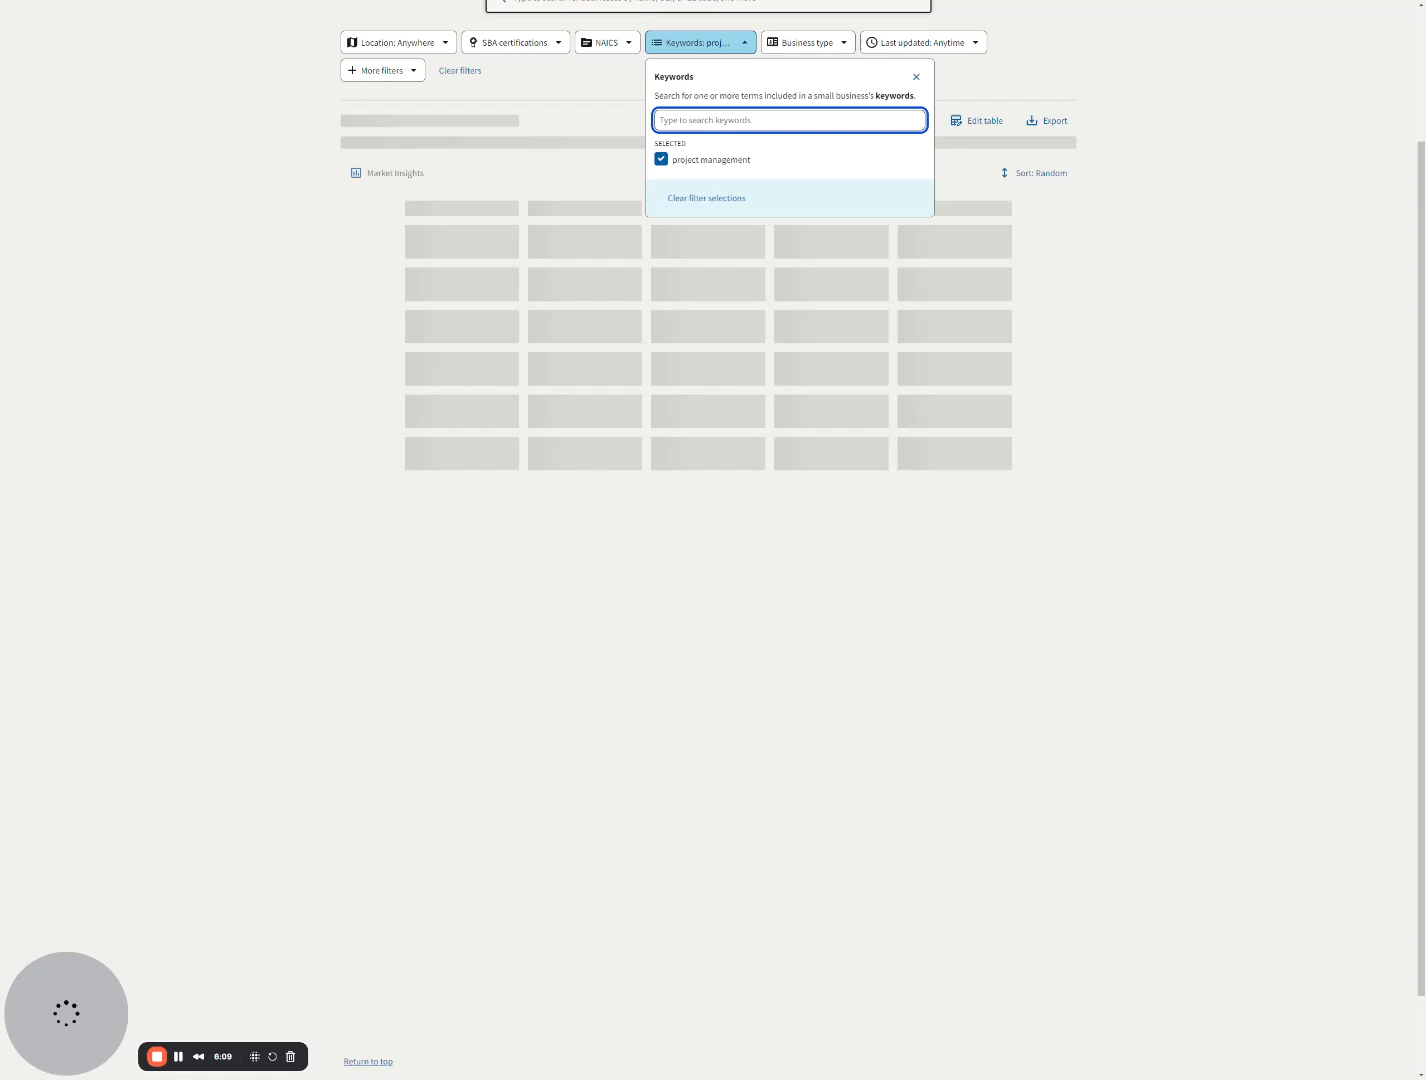 Location: Anywhere
SBA certifications
NAICS
Keywords: proj...
Business type
Last updated: Anytime
More filters
Clear filters
Keywords
Search for one or more terms included in a small business's keywords.
Type to search keywords
SELECTED
project management
Clear filter selections
Edit table
Export
Market Insights
Sort: Random
6:09
Return to top